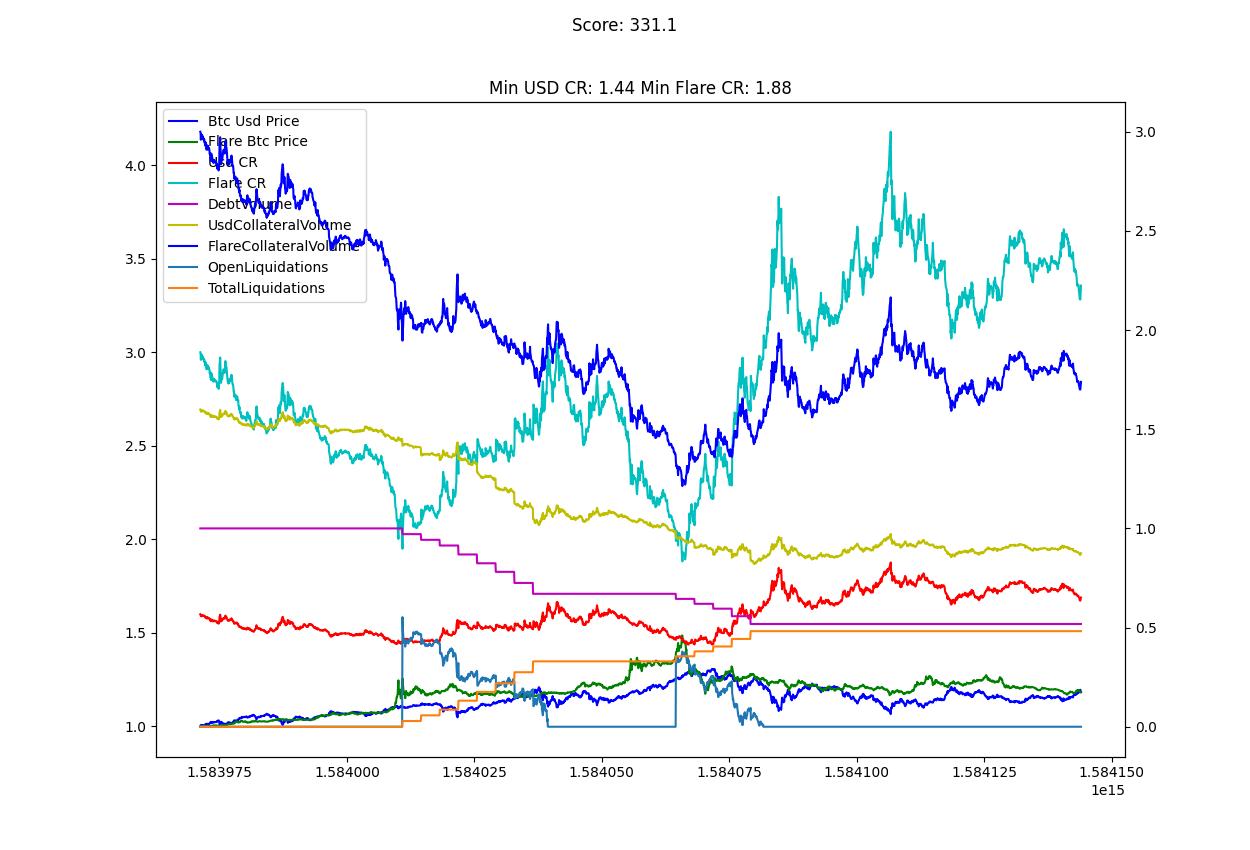 Score: 331.1
Min USD CR: 1.44 Min Flare CR: 1.88
Btc Usd Price
Flare Btc Price
Usd CR
Flare CR
DebtVolume
UsdCollateralVolume
FlareCollateralVolume
OpenLiquidations
TotalLiquidations
4.0
3.5
3.0
2.5
2.0
1.5
1.0
3.0
2.5
2.0
1.5
1.0
0.5
0.0
1.583975 1.584000 1.584025 1.584050 1.584075 1.584100 1.584125 1.584150
1e15